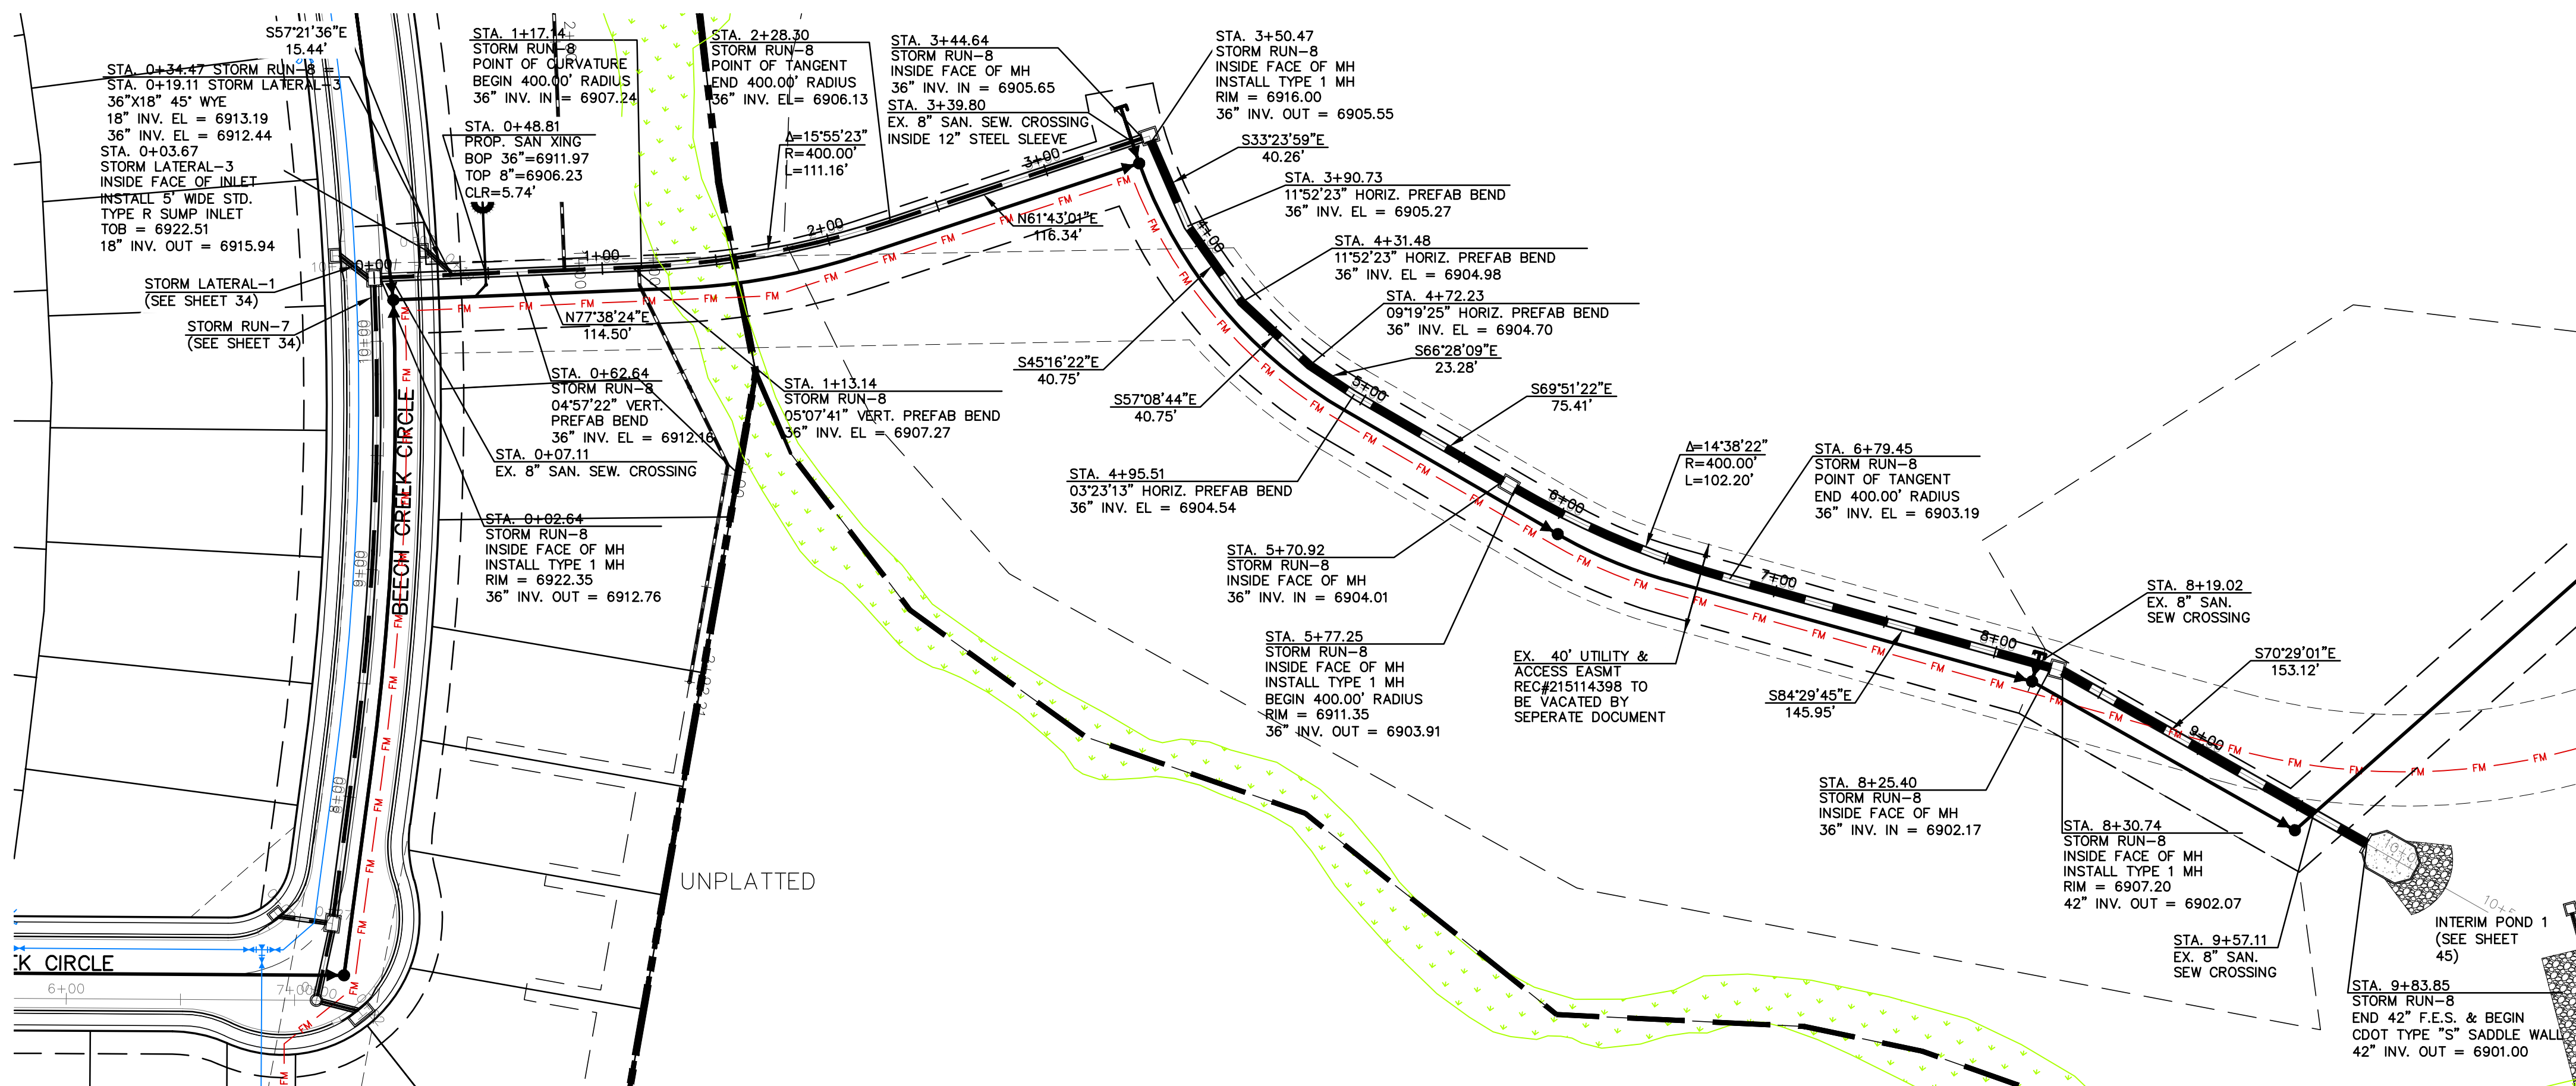 S57°21'36"E
15.44'
STA. 0+34.47 STORM RUN-8 =
STA. 0+19.11 STORM LATERAL-3
36"X18" 45° WYE
18" INV. EL = 6913.19
36" INV. EL = 6912.44
STA. 0+03.67
STORM LATERAL-3
INSIDE FACE OF INLET
INSTALL 5' WIDE STD.
TYPE R SUMP INLET
TOB = 6922.51
18" INV. OUT = 6915.94
STORM LATERAL-1
(SEE SHEET 34)
STORM RUN-7
(SEE SHEET 34)
STA. 1+17.14
STORM RUN-8
POINT OF CURVATURE
BEGIN 400.00' RADIUS
36" INV. IN = 6907.24
STA. 0+48.81
PROP. SAN XING
BOP 36"=6911.97
TOP 8"=6906.23
CLR=5.74'
STA. 2+28.30
STORM RUN-8
POINT OF TANGENT
END 400.00' RADIUS
36" INV. EL= 6906.13
Δ=15°55'23"
R=400.00'
L=111.16'
STA. 3+44.64
STORM RUN-8
INSIDE FACE OF MH
36" INV. IN = 6905.65
STA. 3+39.80
EX. 8" SAN. SEW. CROSSING
INSIDE 12" STEEL SLEEVE
STA. 3+50.47
STORM RUN-8
INSIDE FACE OF MH
INSTALL TYPE 1 MH
RIM = 6916.00
36" INV. OUT = 6905.55
S33°23'59"E
40.26'
STA. 3+90.73
11°52'23" HORIZ. PREFAB BEND
36" INV. EL = 6905.27
STA. 4+31.48
11°52'23" HORIZ. PREFAB BEND
36" INV. EL = 6904.98
STA. 4+72.23
09°19'25" HORIZ. PREFAB BEND
36" INV. EL = 6904.70
S66°28'09"E
23.28'
S69°51'22"E
75.41'
N61°43'01"E
116.34'
N77°38'24"E
114.50'
0+00
1+00
2+00
3+00
4+00
5+00
6+00
7+00
8+00
9+00
STA. 0+62.64
STORM RUN-8
04°57'22" VERT.
PREFAB BEND
36" INV. EL = 6912.16
STA. 1+13.14
STORM RUN-8
05°07'41" VERT. PREFAB BEND
36" INV. EL = 6907.27
STA. 0+07.11
EX. 8" SAN. SEW. CROSSING
STA. 0+02.64
STORM RUN-8
INSIDE FACE OF MH
INSTALL TYPE 1 MH
RIM = 6922.35
36" INV. OUT = 6912.76
S45°16'22"E
40.75'
S57°08'44"E
40.75'
STA. 4+95.51
03°23'13" HORIZ. PREFAB BEND
36" INV. EL = 6904.54
STA. 5+70.92
STORM RUN-8
INSIDE FACE OF MH
36" INV. IN = 6904.01
STA. 5+77.25
STORM RUN-8
INSIDE FACE OF MH
INSTALL TYPE 1 MH
BEGIN 400.00' RADIUS
RIM = 6911.35
36" INV. OUT = 6903.91
Δ=14°38'22"
R=400.00'
L=102.20'
STA. 6+79.45
STORM RUN-8
POINT OF TANGENT
END 400.00' RADIUS
36" INV. EL = 6903.19
EX. 40' UTILITY &
ACCESS EASMT
REC#215114398 TO
BE VACATED BY
SEPERATE DOCUMENT
S84°29'45"E
145.95'
STA. 8+19.02
EX. 8" SAN.
SEW CROSSING
S70°29'01"E
153.12'
STA. 8+25.40
STORM RUN-8
INSIDE FACE OF MH
36" INV. IN = 6902.17
STA. 8+30.74
STORM RUN-8
INSIDE FACE OF MH
INSTALL TYPE 1 MH
RIM = 6907.20
42" INV. OUT = 6902.07
STA. 9+57.11
EX. 8" SAN.
SEW CROSSING
INTERIM POND 1
(SEE SHEET
45)
STA. 9+83.85
STORM RUN-8
END 42" F.E.S. & BEGIN
CDOT TYPE "S" SADDLE WALL
42" INV. OUT = 6901.00
BEECH CREEK CIRCLE
EK CIRCLE
UNPLATTED
6+00
7+00
8+00
9+00
10+00
FM